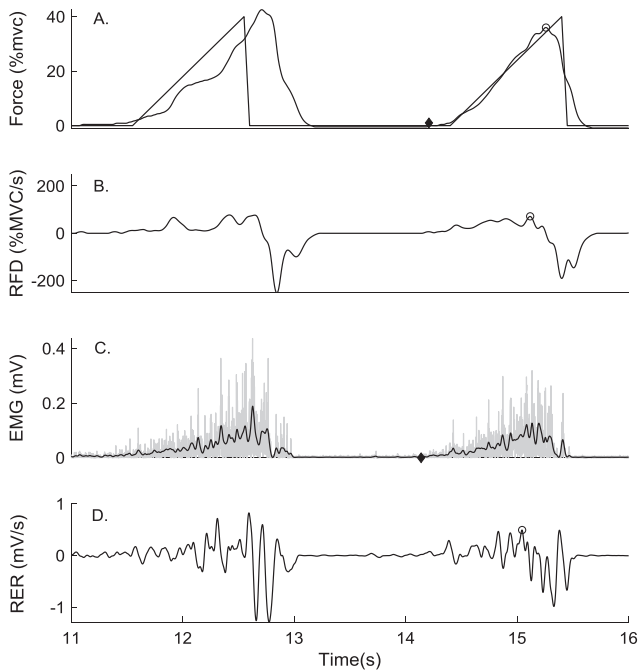 A.
Force (%mvc)
40
20
0
B.
RFD (%MVC/s)
200
0
-200
C.
EMG (mV)
0.4
0.2
0
D.
RER (mV/s)
1
0
-1
11 12 13 14 15 16
Time(s)